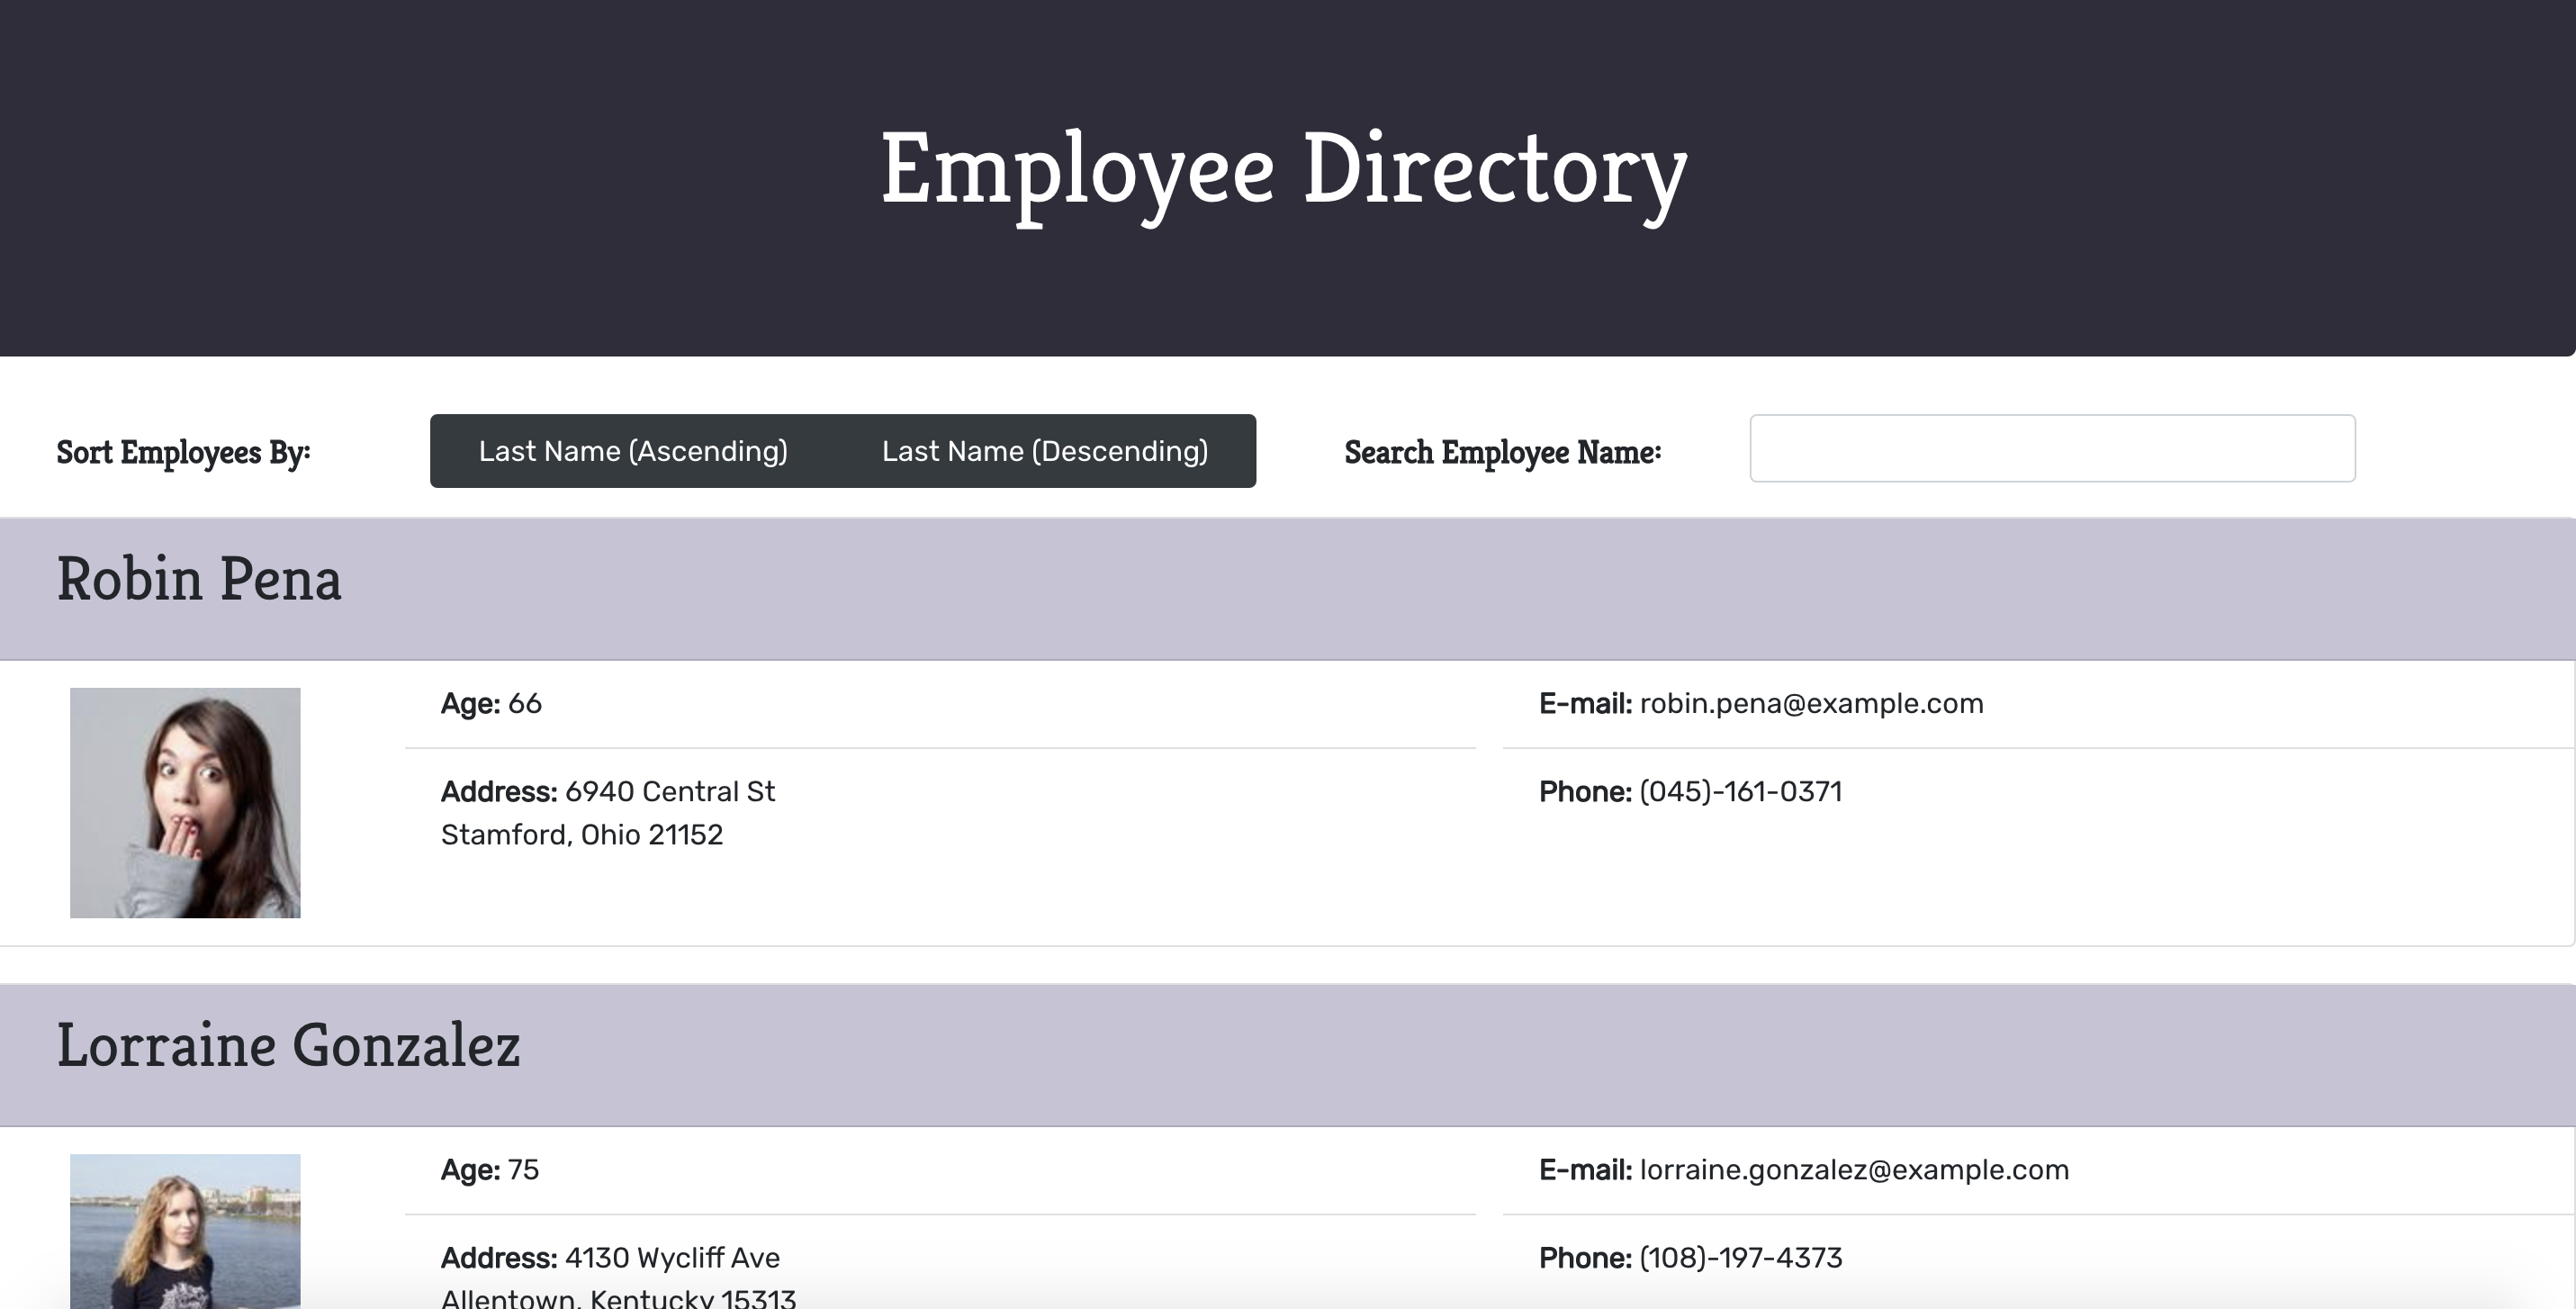 Employee Directory
Sort Employees By:
Last Name (Ascending)
Last Name (Descending)
Search Employee Name:
Robin Pena
Age: 66
E-mail: robin.pena@example.com
Address: 6940 Central St
Stamford, Ohio 21152
Phone: (045)-161-0371
Lorraine Gonzalez
Age: 75
E-mail: lorraine.gonzalez@example.com
Address: 4130 Wycliff Ave
Allentown, Kentucky 15313
Phone: (108)-197-4373